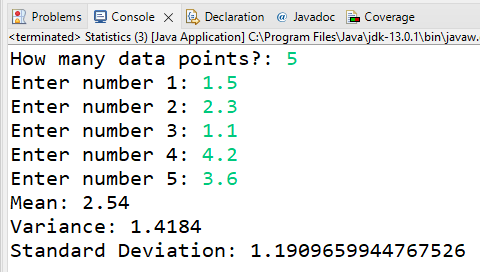 Problems Console Declaration @ Javadoc Coverage
<terminated> Statistics (3) [Java Application] C:\Program Files\Java\jdk-13.0.1\bin\javaw.
How many data points?: 5
Enter number 1: 1.5
Enter number 2: 2.3
Enter number 3: 1.1
Enter number 4: 4.2
Enter number 5: 3.6
Mean: 2.54
Variance: 1.4184
Standard Deviation: 1.1909659944767526